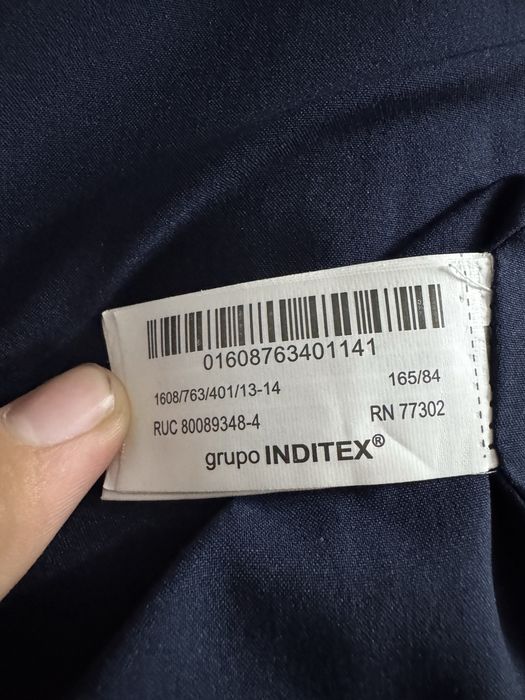 01608763401141
1608/763/401/13-14 165/84
RUC 80089348-4 RN 77302
grupo INDITEX®